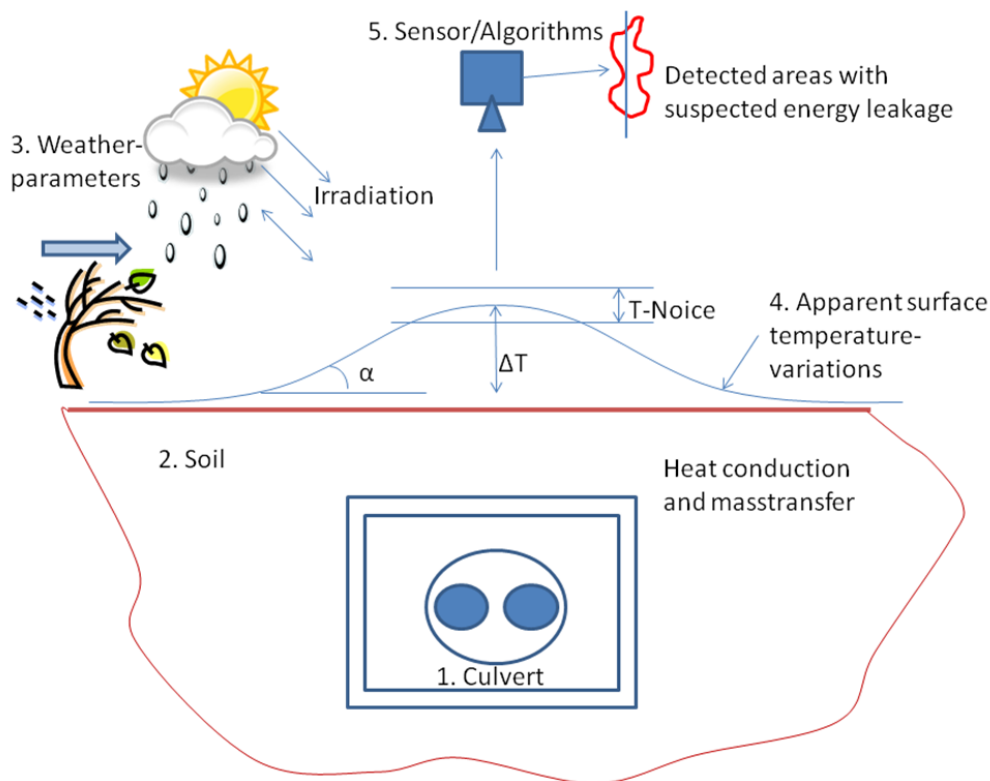 5. Sensor/Algorithms
Detected areas with
suspected energy leakage
3. Weather-
parameters
Irradiation
T-Noice
4. Apparent surface
temperature-
variations
α
ΔT
2. Soil
Heat conduction
and masstransfer
1. Culvert